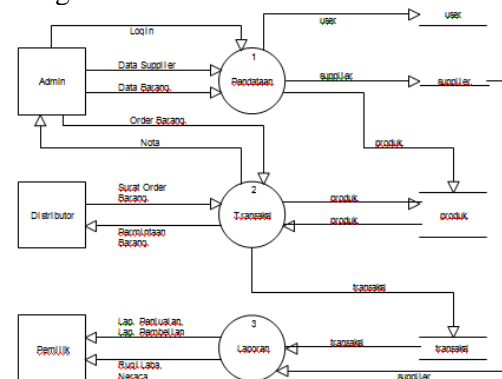 Login
user
user
1
Data Supplier
Admin
Pendataan
supplier
supplier
Data Barang
Order Barang
Nota
produk
Surat Order
Barang
2
produk
Distributor
Transaksi
produk
produk
Permintaan
Barang
transaksi
Lap. Penjualan
Lap. Pembelian
3
Pemilik
Laporan
transaksi
transaksi
Rugi Laba
Neraca
supplier